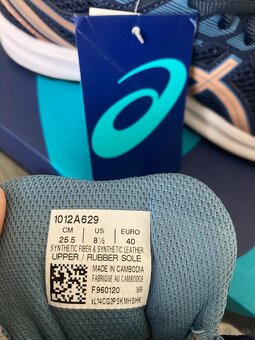 1012A629
CM US EURO
25.5 8½ 40
SYNTHETIC FIBER & SYNTHETIC LEATHER
UPPER / RUBBER SOLE
MADE IN CAMBODIA
FABRIQUE AU CAMBODGE
F960120 WR